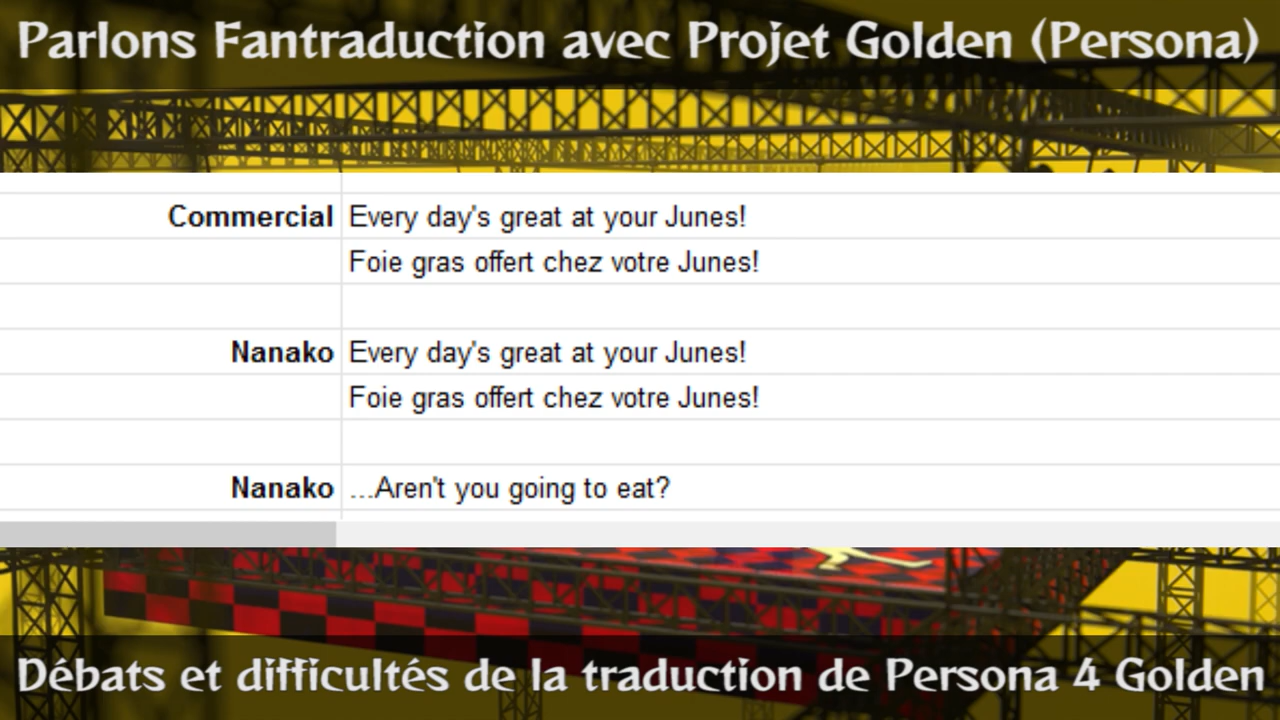 Parlons Fantraduction avec Projet Golden (Persona)
Commercial Every day's great at your Junes!
Foie gras offert chez votre Junes!
Nanako Every day's great at your Junes!
Foie gras offert chez votre Junes!
Nanako ...Aren't you going to eat?
Débats et difficultés de la traduction de Persona 4 Golden